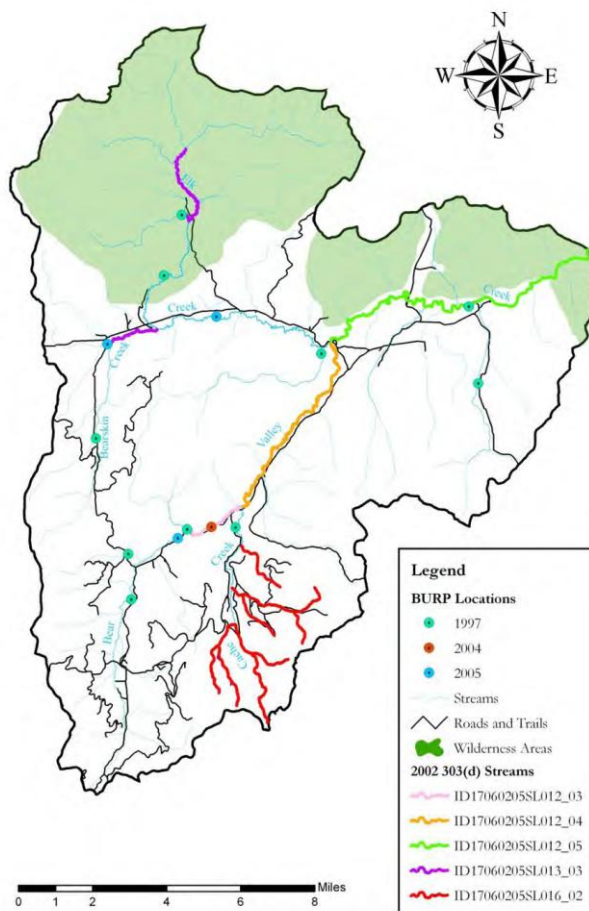 N
W E
S
Elk
Creek
Creek
Creek
Bearskin
Valley
Creek
Bear
Cache
Legend
BURP Locations
1997
2004
2005
Streams
Roads and Trails
Wilderness Areas
2002 303(d) Streams
ID17060205SL012_03
ID17060205SL012_04
ID17060205SL012_05
ID17060205SL013_03
ID17060205SL016_02
Miles
0 2 4 6 8